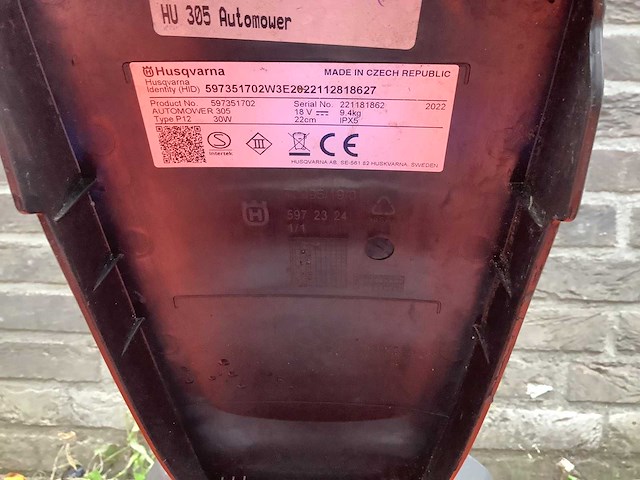 HU 305 Automower
Husqvarna MADE IN CZECH REPUBLIC
Husqvarna
Identity (HID) 597351702W3E2022112818627
Product No. 597351702 Serial No. 221181862 2022
AUTOMOWER 305 18 V 9.4kg
Type P12 30W 22cm IPX5
S Intertek III CE
HUSQVARNA AB, SE-561 82 HUSKVARNA, SWEDEN
597 23 24
1/1